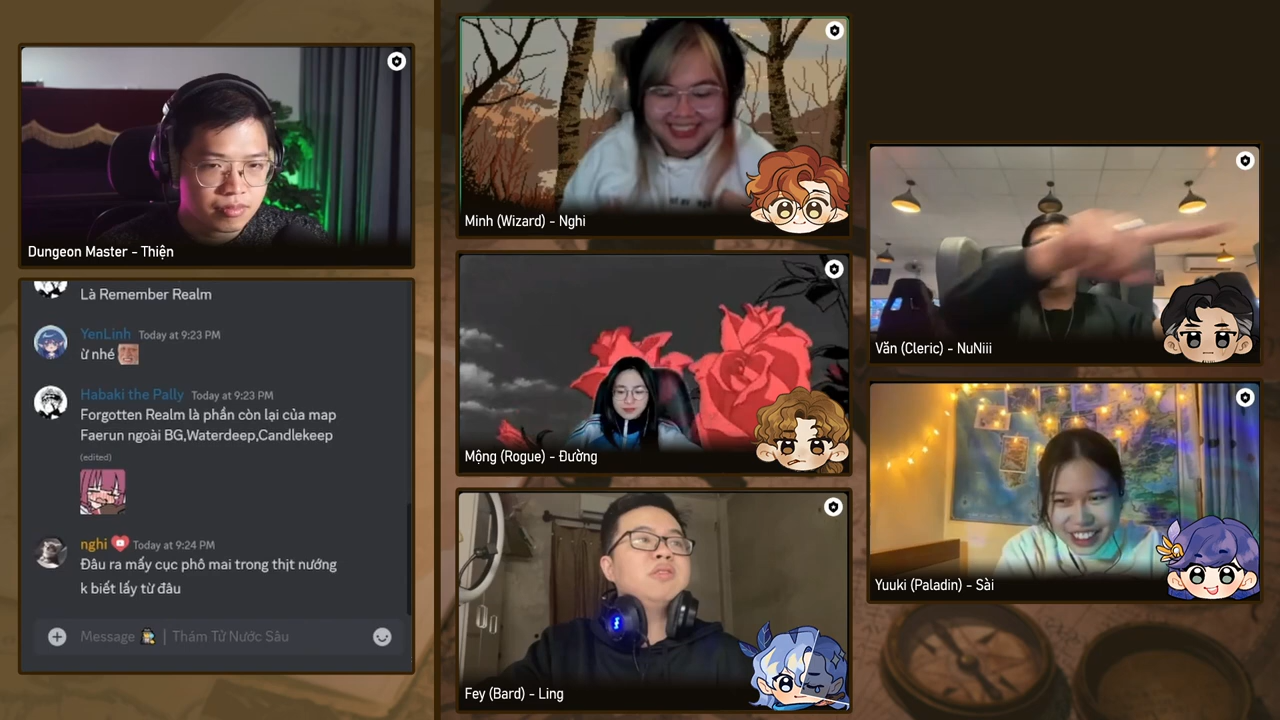 Dungeon Master - Thiện
Là Remember Realm
YenLinh Today at 9:23 PM
ừ nhé
Habaki the Pally Today at 9:23 PM
Forgotten Realm là phần còn lại của map
Faerun ngoài BG,Waterdeep,Candlekeep
(edited)
nghi Today at 9:24 PM
Đâu ra mấy cục phô mai trong thịt nướng
k biết lấy từ đâu
Message | Thám Tử Nước Sâu
Minh (Wizard) - Nghi
Mộng (Rogue) - Đường
Fey (Bard) - Ling
Văn (Cleric) - NuNiii
Yuuki (Paladin) - Sài